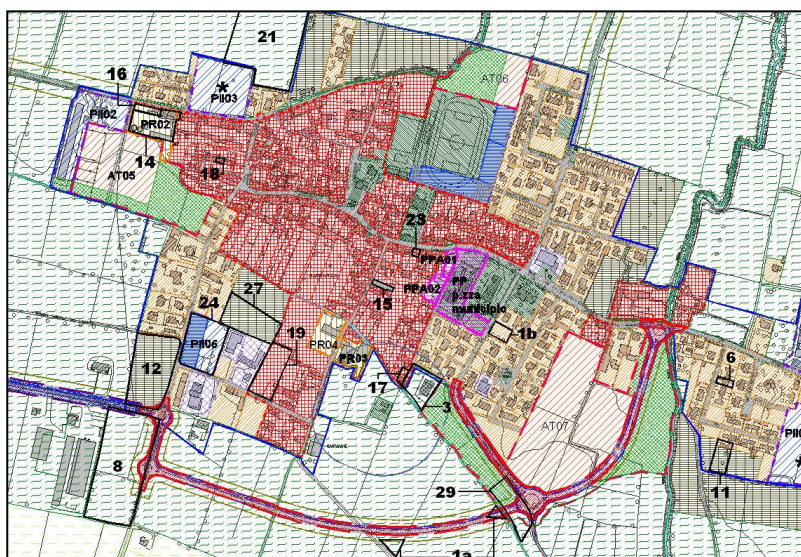 21
16
*
PII03
AT06
PII02
PR02
14
18
AT05
23
PPA01
PPA02
PP
p.zza
municipio
27
15
24
19
1b
PII06
PR04
PR03
12
17
3
6
AT07
PII0
*
8
11
29
1a